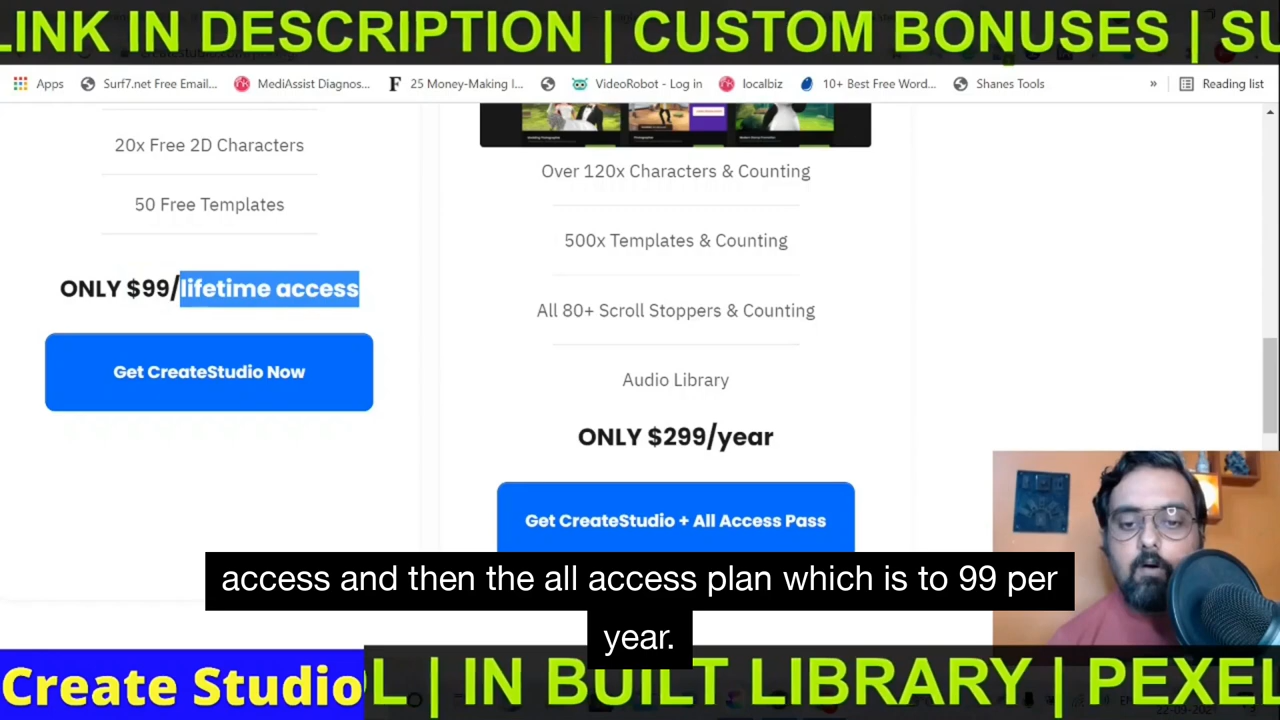 LINK IN DESCRIPTION | CUSTOM BONUSES | SU
Apps Surf7.net Free Email... MediAssist Diagnos... 25 Money-Making I... VideoRobot - Log in localbiz 10+ Best Free Word... Shanes Tools » Reading list
20x Free 2D Characters
50 Free Templates
ONLY $99/lifetime access
Get CreateStudio Now
Over 120x Characters & Counting
500x Templates & Counting
All 80+ Scroll Stoppers & Counting
Audio Library
ONLY $299/year
Get CreateStudio + All Access Pass
access and then the all access plan which is to 99 per
year.
Create Studio L | IN BUILT LIBRARY | PEXEL